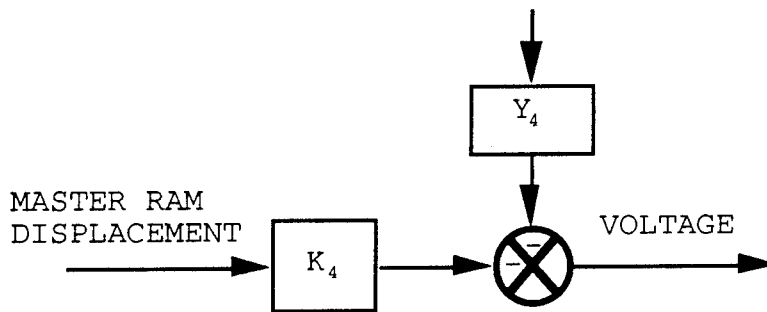 Y₄
MASTER RAM
DISPLACEMENT
K₄
VOLTAGE
-
-